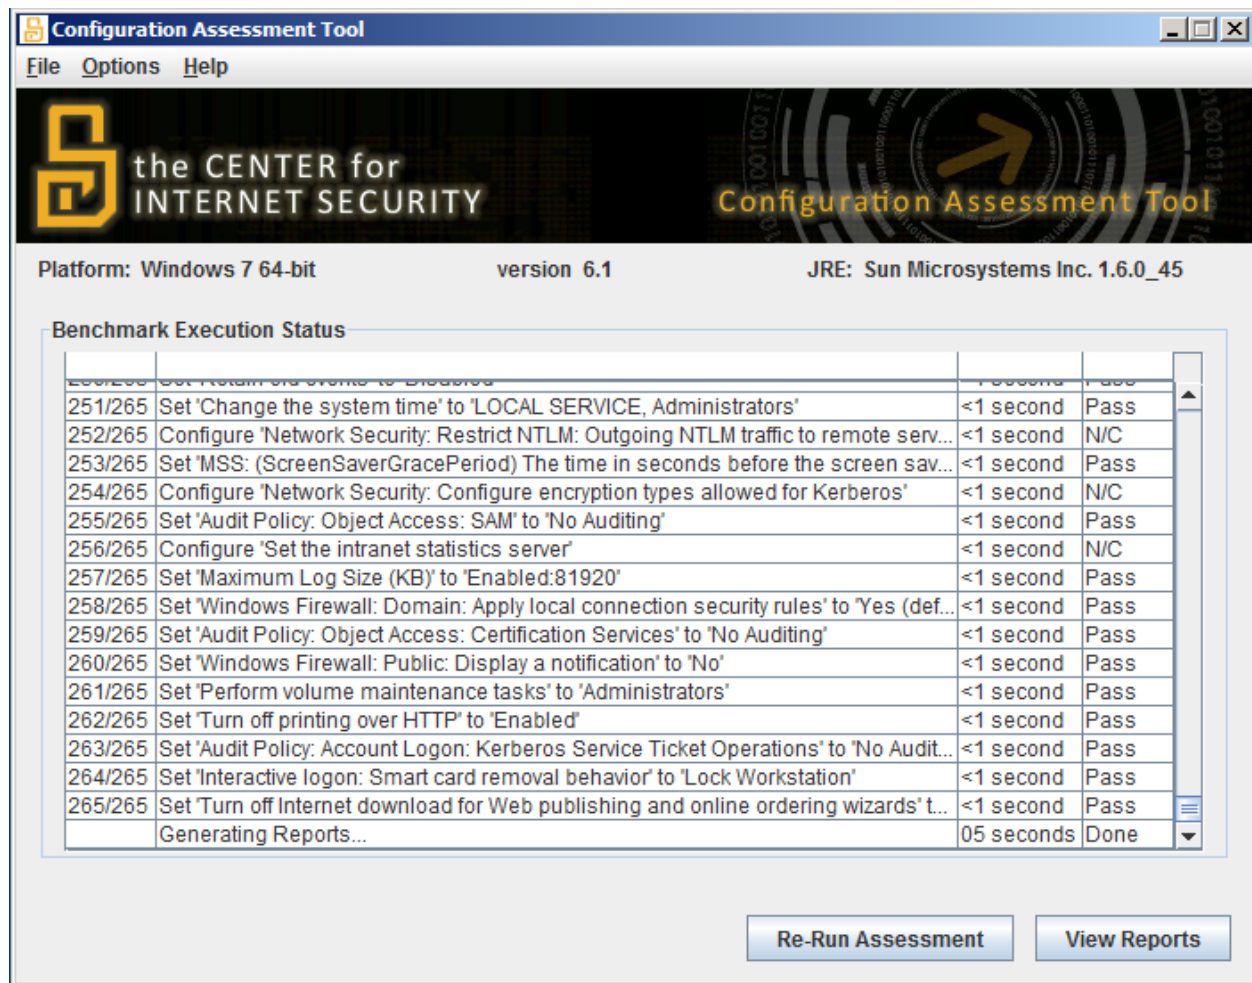 Configuration Assessment Tool
File Options Help
the CENTER for
INTERNET SECURITY
Configuration Assessment Tool
Platform: Windows 7 64-bit version 6.1 JRE: Sun Microsystems Inc. 1.6.0_45
Benchmark Execution Status
250/265 Set 'Retain old events' to 'Disabled' <1 second Pass
251/265 Set 'Change the system time' to 'LOCAL SERVICE, Administrators' <1 second Pass
252/265 Configure 'Network Security: Restrict NTLM: Outgoing NTLM traffic to remote serv... <1 second N/C
253/265 Set 'MSS: (ScreenSaverGracePeriod) The time in seconds before the screen sav... <1 second Pass
254/265 Configure 'Network Security: Configure encryption types allowed for Kerberos' <1 second N/C
255/265 Set 'Audit Policy: Object Access: SAM' to 'No Auditing' <1 second Pass
256/265 Configure 'Set the intranet statistics server' <1 second N/C
257/265 Set 'Maximum Log Size (KB)' to 'Enabled:81920' <1 second Pass
258/265 Set 'Windows Firewall: Domain: Apply local connection security rules' to 'Yes (def... <1 second Pass
259/265 Set 'Audit Policy: Object Access: Certification Services' to 'No Auditing' <1 second Pass
260/265 Set 'Windows Firewall: Public: Display a notification' to 'No' <1 second Pass
261/265 Set 'Perform volume maintenance tasks' to 'Administrators' <1 second Pass
262/265 Set 'Turn off printing over HTTP' to 'Enabled' <1 second Pass
263/265 Set 'Audit Policy: Account Logon: Kerberos Service Ticket Operations' to 'No Audit... <1 second Pass
264/265 Set 'Interactive logon: Smart card removal behavior' to 'Lock Workstation' <1 second Pass
265/265 Set 'Turn off Internet download for Web publishing and online ordering wizards' t... <1 second Pass
Generating Reports... 05 seconds Done
Re-Run Assessment View Reports